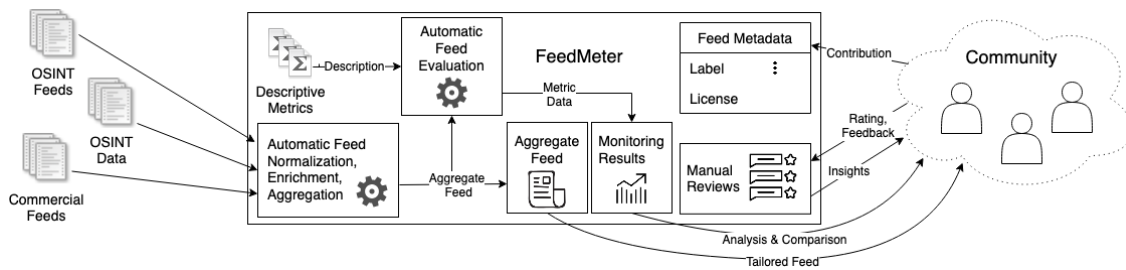 OSINT
Feeds
OSINT
Data
Commercial
Feeds
Descriptive
Metrics
Description
Automatic
Feed
Evaluation
FeedMeter
Metric
Data
Automatic Feed
Normalization,
Enrichment,
Aggregation
Aggregate
Feed
Aggregate
Feed
Monitoring
Results
Feed Metadata
Label
License
Manual
Reviews
Contribution
Rating,
Feedback
Insights
Community
Analysis & Comparison
Tailored Feed